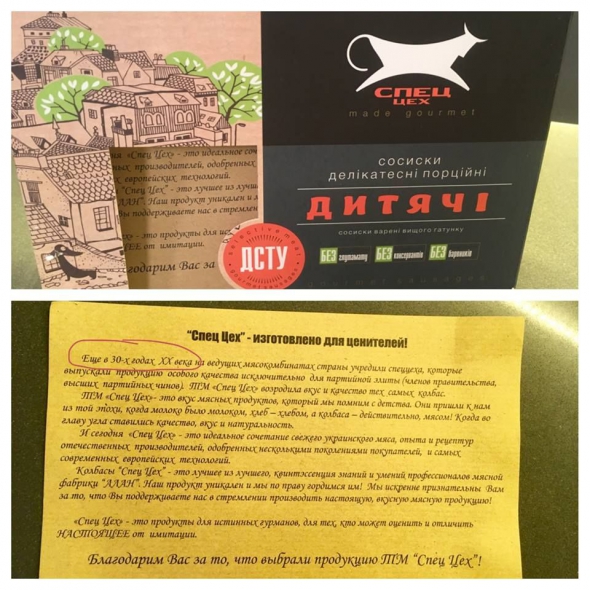 СПЕЦ
ЦЕХ
made gourmet
сосиски
делікатесні порційні
ДИТЯЧІ
сосиски варені вищого ґатунку
БЕЗ глутамату БЕЗ консервантів БЕЗ барвників
ДСТУ
ня «Спец Цех» - это идеальное соч
х производителей, одобренных
х европейских технологий.
"Спец Цех" - это лучшее из лучш
"АЛАН". Наш продукт уникален и м
Вы поддерживаете нас в стремлен
» - это продукты для ис
ЩЕЕ от имитации.
годарим Вас за
"Спец Цех" - изготовлено для ценителей!
Еще в 30-х годах XX века на ведущих мясокомбинатах страны учредили спеццеха, которые
выпускали продукцию особого качества исключительно для партийной элиты (членов правительства,
высших партийных чинов). ТМ «Спец Цех» возродила вкус и качество тех самых колбас.
ТМ «Спец Цех» - это вкус мясных продуктов, который мы помним с детства. Они пришли к нам
из той эпохи, когда молоко было молоком, хлеб – хлебом, а колбаса – действительно, мясом! Когда во
главу угла ставились качество, вкус и натуральность.
И сегодня «Спец Цех» - это идеальное сочетание свежего украинского мяса, опыта и рецептур
отечественных производителей, одобренных несколькими поколениями покупателей, и самых
современных европейских технологий.
Колбасы "Спец Цех" - это лучшее из лучшего, квинтэссенция знаний и умений профессионалов мясной
фабрики "АЛАН". Наш продукт уникален и мы по праву гордимся им! Мы искренне признательны Вам
за то, что Вы поддерживаете нас в стремлении производить настоящую, вкусную мясную продукцию!
«Спец Цех» - это продукты для истинных гурманов, для тех, кто может оценить и отличить
НАСТОЯЩЕЕ от имитации.
Благодарим Вас за то, что выбрали продукцию ТМ "Спец Цех"!